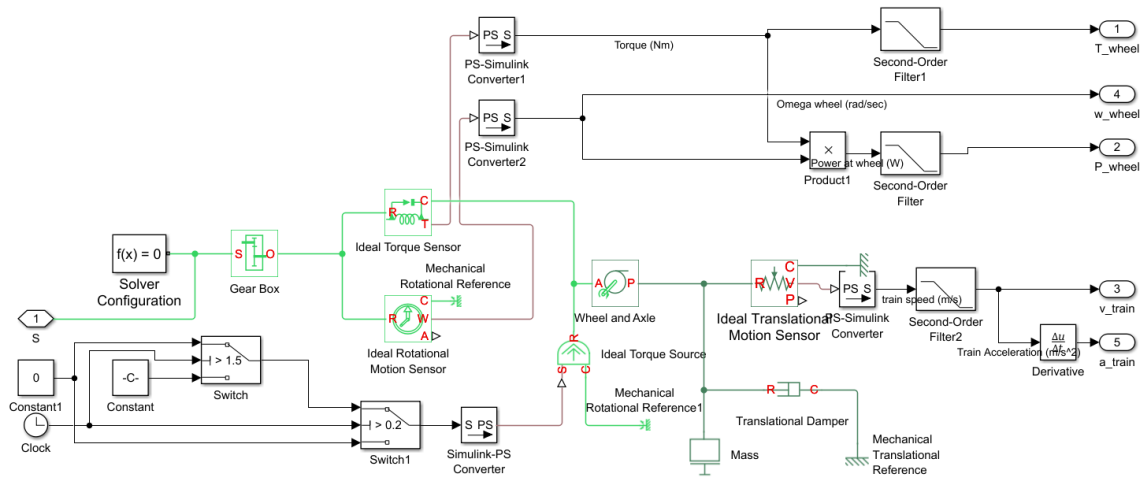 PS S
PS-Simulink
Converter1
Torque (Nm)
Second-Order
Filter1
1
T_wheel
PS S
PS-Simulink
Converter2
Omega wheel (rad/sec)
4
w_wheel
×
Product1
Power at wheel (W)
Second-Order
Filter
2
P_wheel
R
C
T
Ideal Torque Sensor
f(x) = 0
Solver
Configuration
S
O
Gear Box
Mechanical
Rotational Reference
R
C
W
A
Ideal Rotational
Motion Sensor
1
S
A
P
Wheel and Axle
R
C
V
P
Ideal Translational
Motion Sensor
PS S
PS-Simulink
Converter
train speed (m/s)
Second-Order
Filter2
3
v_train
Δu
Δt
Derivative
Train Acceleration (m/s^2)
5
a_train
0
Constant1
-C-
Constant
> 1.5
Switch
Clock
> 0.2
Switch1
S PS
Simulink-PS
Converter
R
S
C
Ideal Torque Source
Mechanical
Rotational Reference1
R
C
Translational Damper
Mass
Mechanical
Translational
Reference